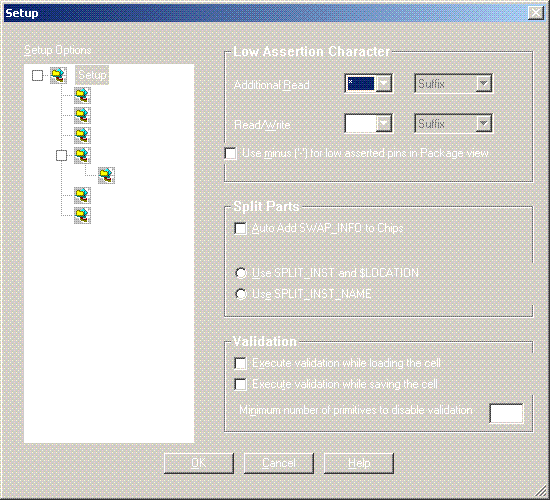 Setup
Setup Options
Setup
Low Assertion Character
Additional Read * Suffix
Read/Write Suffix
Use minus ('-') for low asserted pins in Package view
Split Parts
Auto Add SWAP_INFO to Chips
Use SPLIT_INST and $LOCATION
Use SPLIT_INST_NAME
Validation
Execute validation while loading the cell
Execute validation while saving the cell
Minimum number of primitives to disable validation
OK Cancel Help